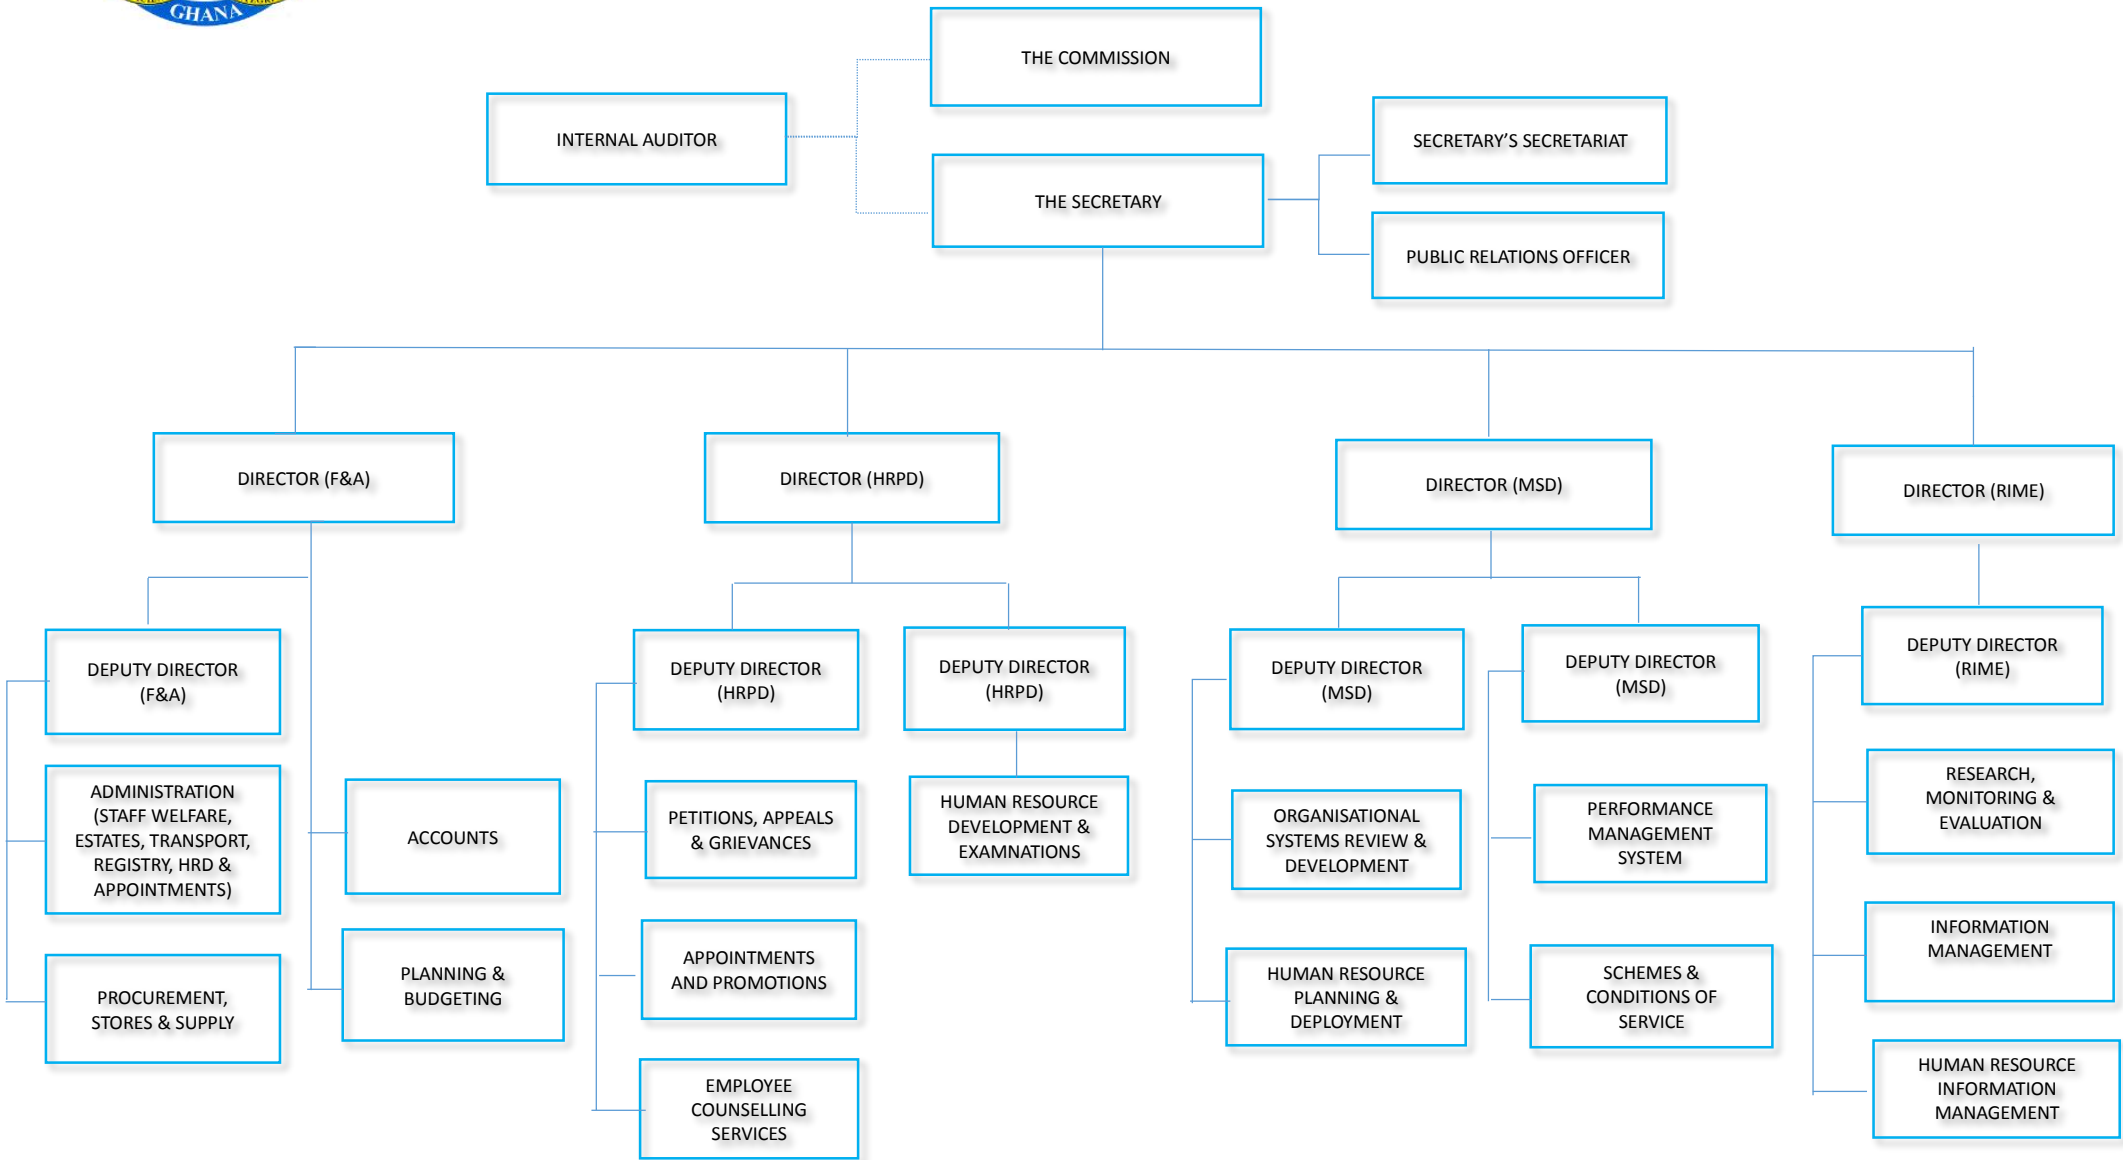 GHANA
THE COMMISSION
INTERNAL AUDITOR
SECRETARY’S SECRETARIAT
THE SECRETARY
PUBLIC RELATIONS OFFICER
DIRECTOR (F&A)
DIRECTOR (HRPD)
DIRECTOR (MSD)
DIRECTOR (RIME)
DEPUTY DIRECTOR
(F&A)
DEPUTY DIRECTOR
(HRPD)
DEPUTY DIRECTOR
(HRPD)
DEPUTY DIRECTOR
(MSD)
DEPUTY DIRECTOR
(MSD)
DEPUTY DIRECTOR
(RIME)
ADMINISTRATION
(STAFF WELFARE,
ESTATES, TRANSPORT,
REGISTRY, HRD &
APPOINTMENTS)
ACCOUNTS
PETITIONS, APPEALS
& GRIEVANCES
HUMAN RESOURCE
DEVELOPMENT &
EXAMNATIONS
ORGANISATIONAL
SYSTEMS REVIEW &
DEVELOPMENT
PERFORMANCE
MANAGEMENT
SYSTEM
RESEARCH,
MONITORING &
EVALUATION
PROCUREMENT,
STORES & SUPPLY
PLANNING &
BUDGETING
APPOINTMENTS
AND PROMOTIONS
HUMAN RESOURCE
PLANNING &
DEPLOYMENT
SCHEMES &
CONDITIONS OF
SERVICE
INFORMATION
MANAGEMENT
EMPLOYEE
COUNSELLING
SERVICES
HUMAN RESOURCE
INFORMATION
MANAGEMENT